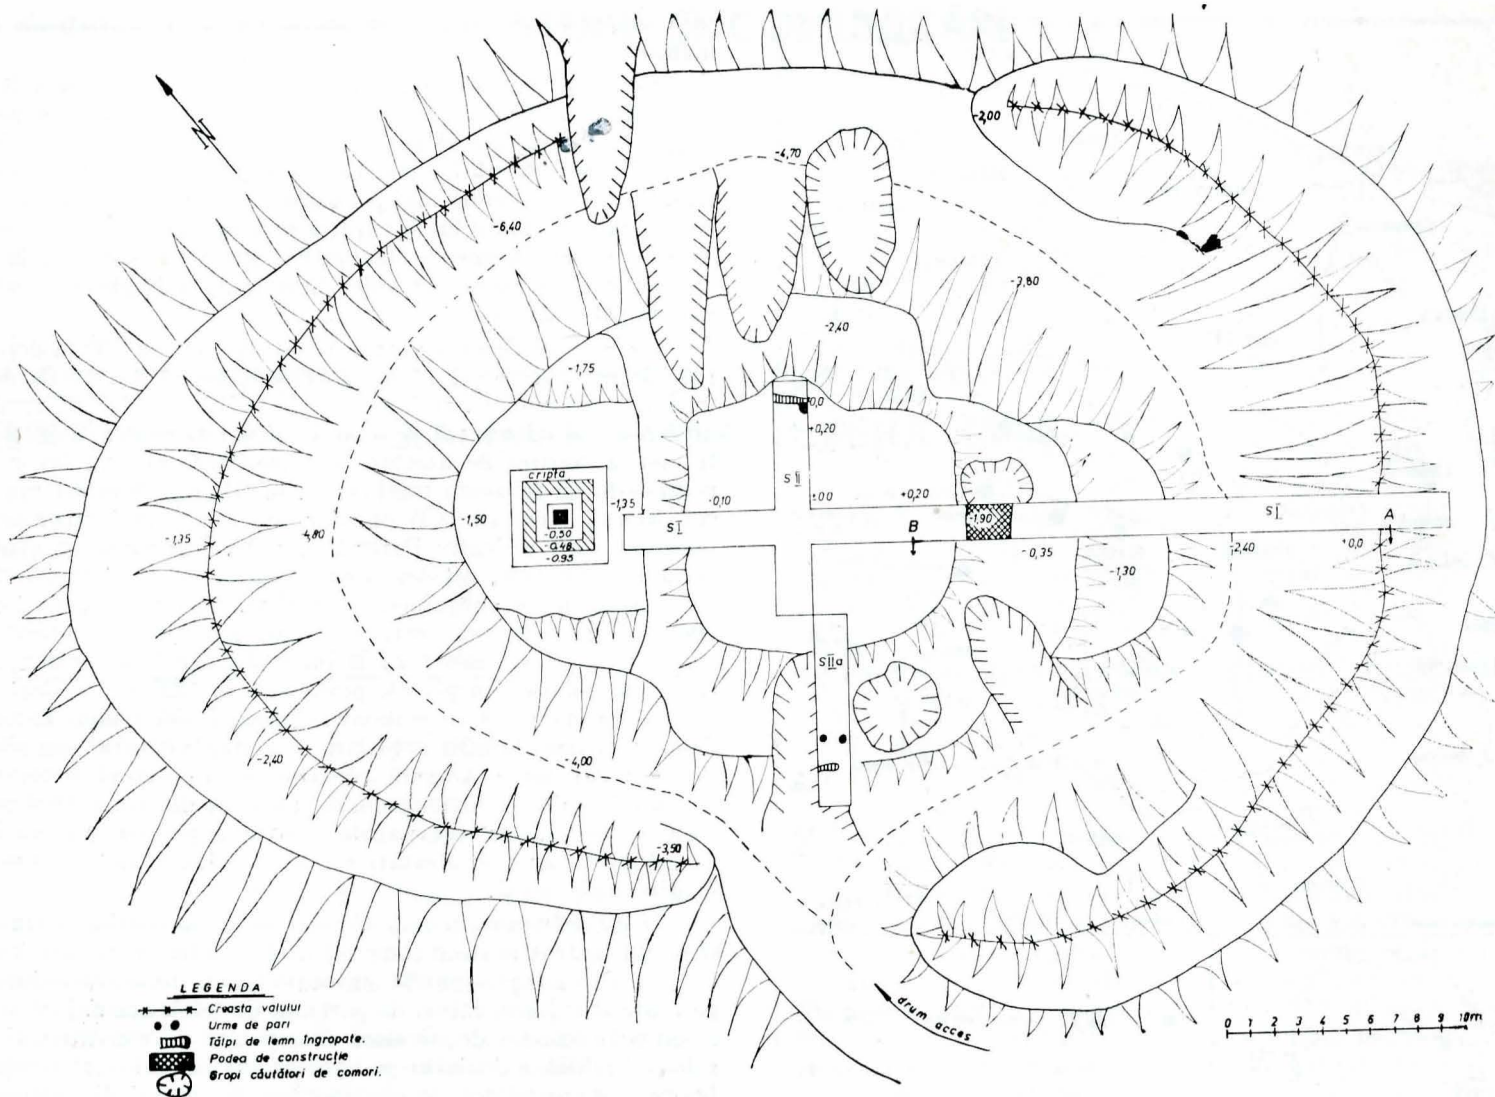 N
-2,00
-4,70
-6,40
-3,80
-2,40
-1,75
0,0
+0,20
cripta
S II
-1,35
-0,10
±00
+0,20
-1,50
S I
-1,90
S I
A
-1,35
4,80
-0,50
-0,48
-0,95
B
-0,35
-1,30
2,40
+0,0
S II a
-2,40
-4,00
-3,50
drum acces
LEGENDA
Creasta valului
Urme de pari
Tălpi de lemn îngropate.
Podea de construcție
Gropi căutători de comori.
0 1 2 3 4 5 6 7 8 9 10m